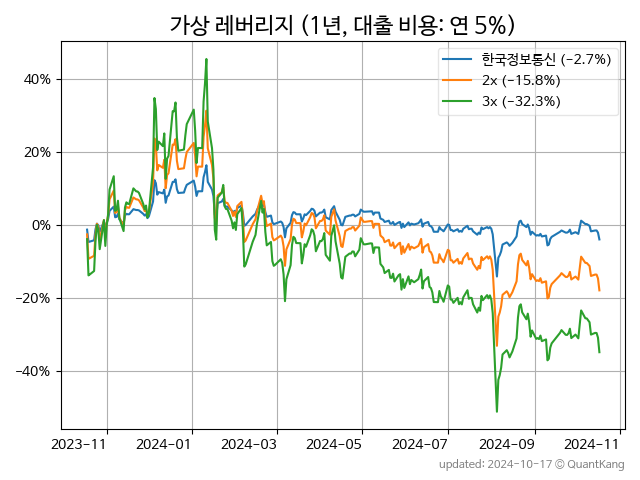 가상 레버리지 (1년, 대출 비용: 연 5%)
한국정보통신 (−2.7%)
2x (−15.8%)
3x (−32.3%)
40%
20%
0%
−20%
−40%
2023-11 2024-01 2024-03 2024-05 2024-07 2024-09 2024-11
updated: 2024-10-17 © QuantKang